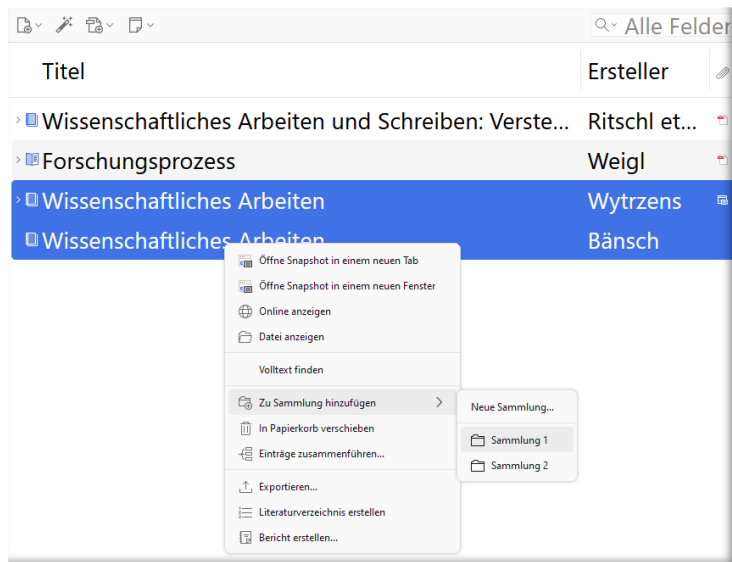 Alle Felder
Titel
Ersteller
Wissenschaftliches Arbeiten und Schreiben: Verste...
Ritschl et...
Forschungsprozess
Weigl
Wissenschaftliches Arbeiten
Wytrzens
Wissenschaftliches Arbeiten
Bänsch
Öffne Snapshot in einem neuen Tab
Öffne Snapshot in einem neuen Fenster
Online anzeigen
Datei anzeigen
Volltext finden
Zu Sammlung hinzufügen
In Papierkorb verschieben
Einträge zusammenführen...
Exportieren...
Literaturverzeichnis erstellen
Bericht erstellen...
Neue Sammlung...
Sammlung 1
Sammlung 2